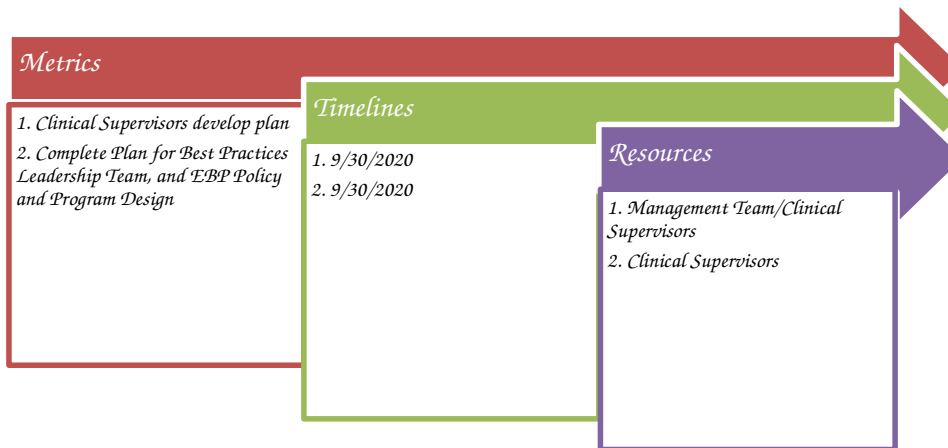 Metrics
1. Clinical Supervisors develop plan
2. Complete Plan for Best Practices
Leadership Team, and EBP Policy
and Program Design
Timelines
1. 9/30/2020
2. 9/30/2020
Resources
1. Management Team/Clinical
Supervisors
2. Clinical Supervisors